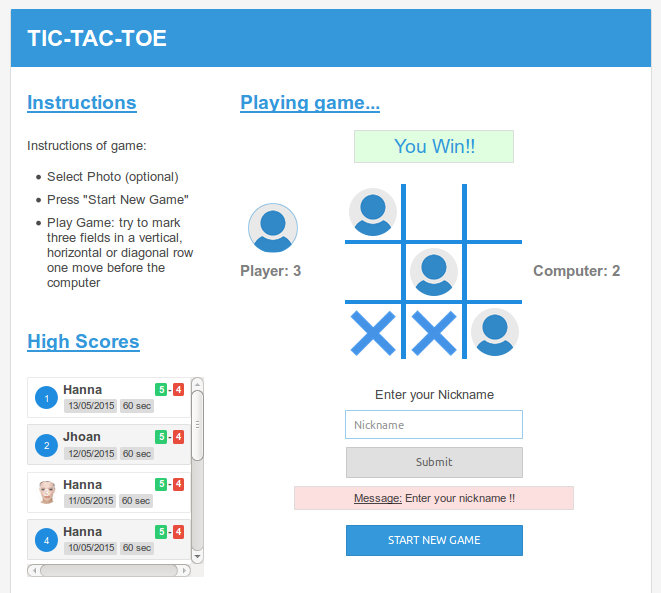 TIC-TAC-TOE
Instructions
Instructions of game:
Select Photo (optional)
Press "Start New Game"
Play Game: try to mark
three fields in a vertical,
horizontal or diagonal row
one move before the
computer
High Scores
1 Hanna 5 - 4
13/05/2015 60 sec
2 Jhoan 5 - 4
12/05/2015 60 sec
Hanna 5 - 4
11/05/2015 60 sec
4 Hanna 5 - 4
10/05/2015 60 sec
Playing game...
You Win!!
Player: 3
Computer: 2
Enter your Nickname
Nickname
Submit
Message: Enter your nickname !!
START NEW GAME